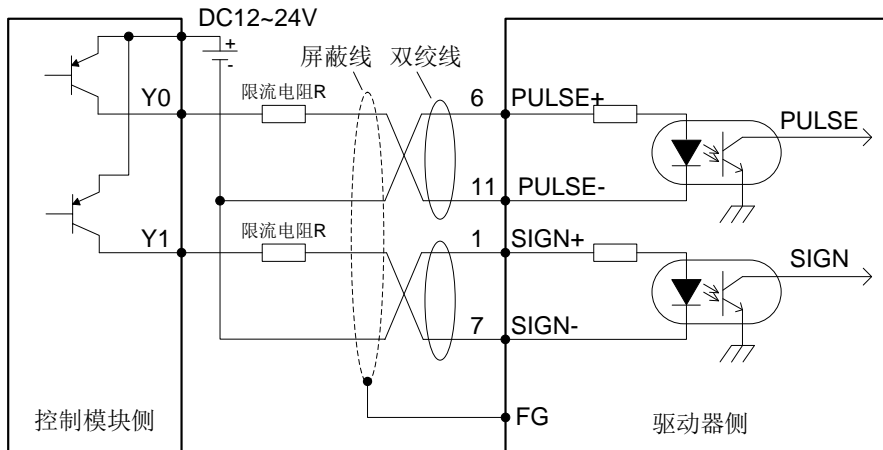 DC12~24V
+
-
屏蔽线
双绞线
Y0
限流电阻R
6
PULSE+
PULSE
11
PULSE-
Y1
限流电阻R
1
SIGN+
SIGN
7
SIGN-
FG
控制模块侧
驱动器侧